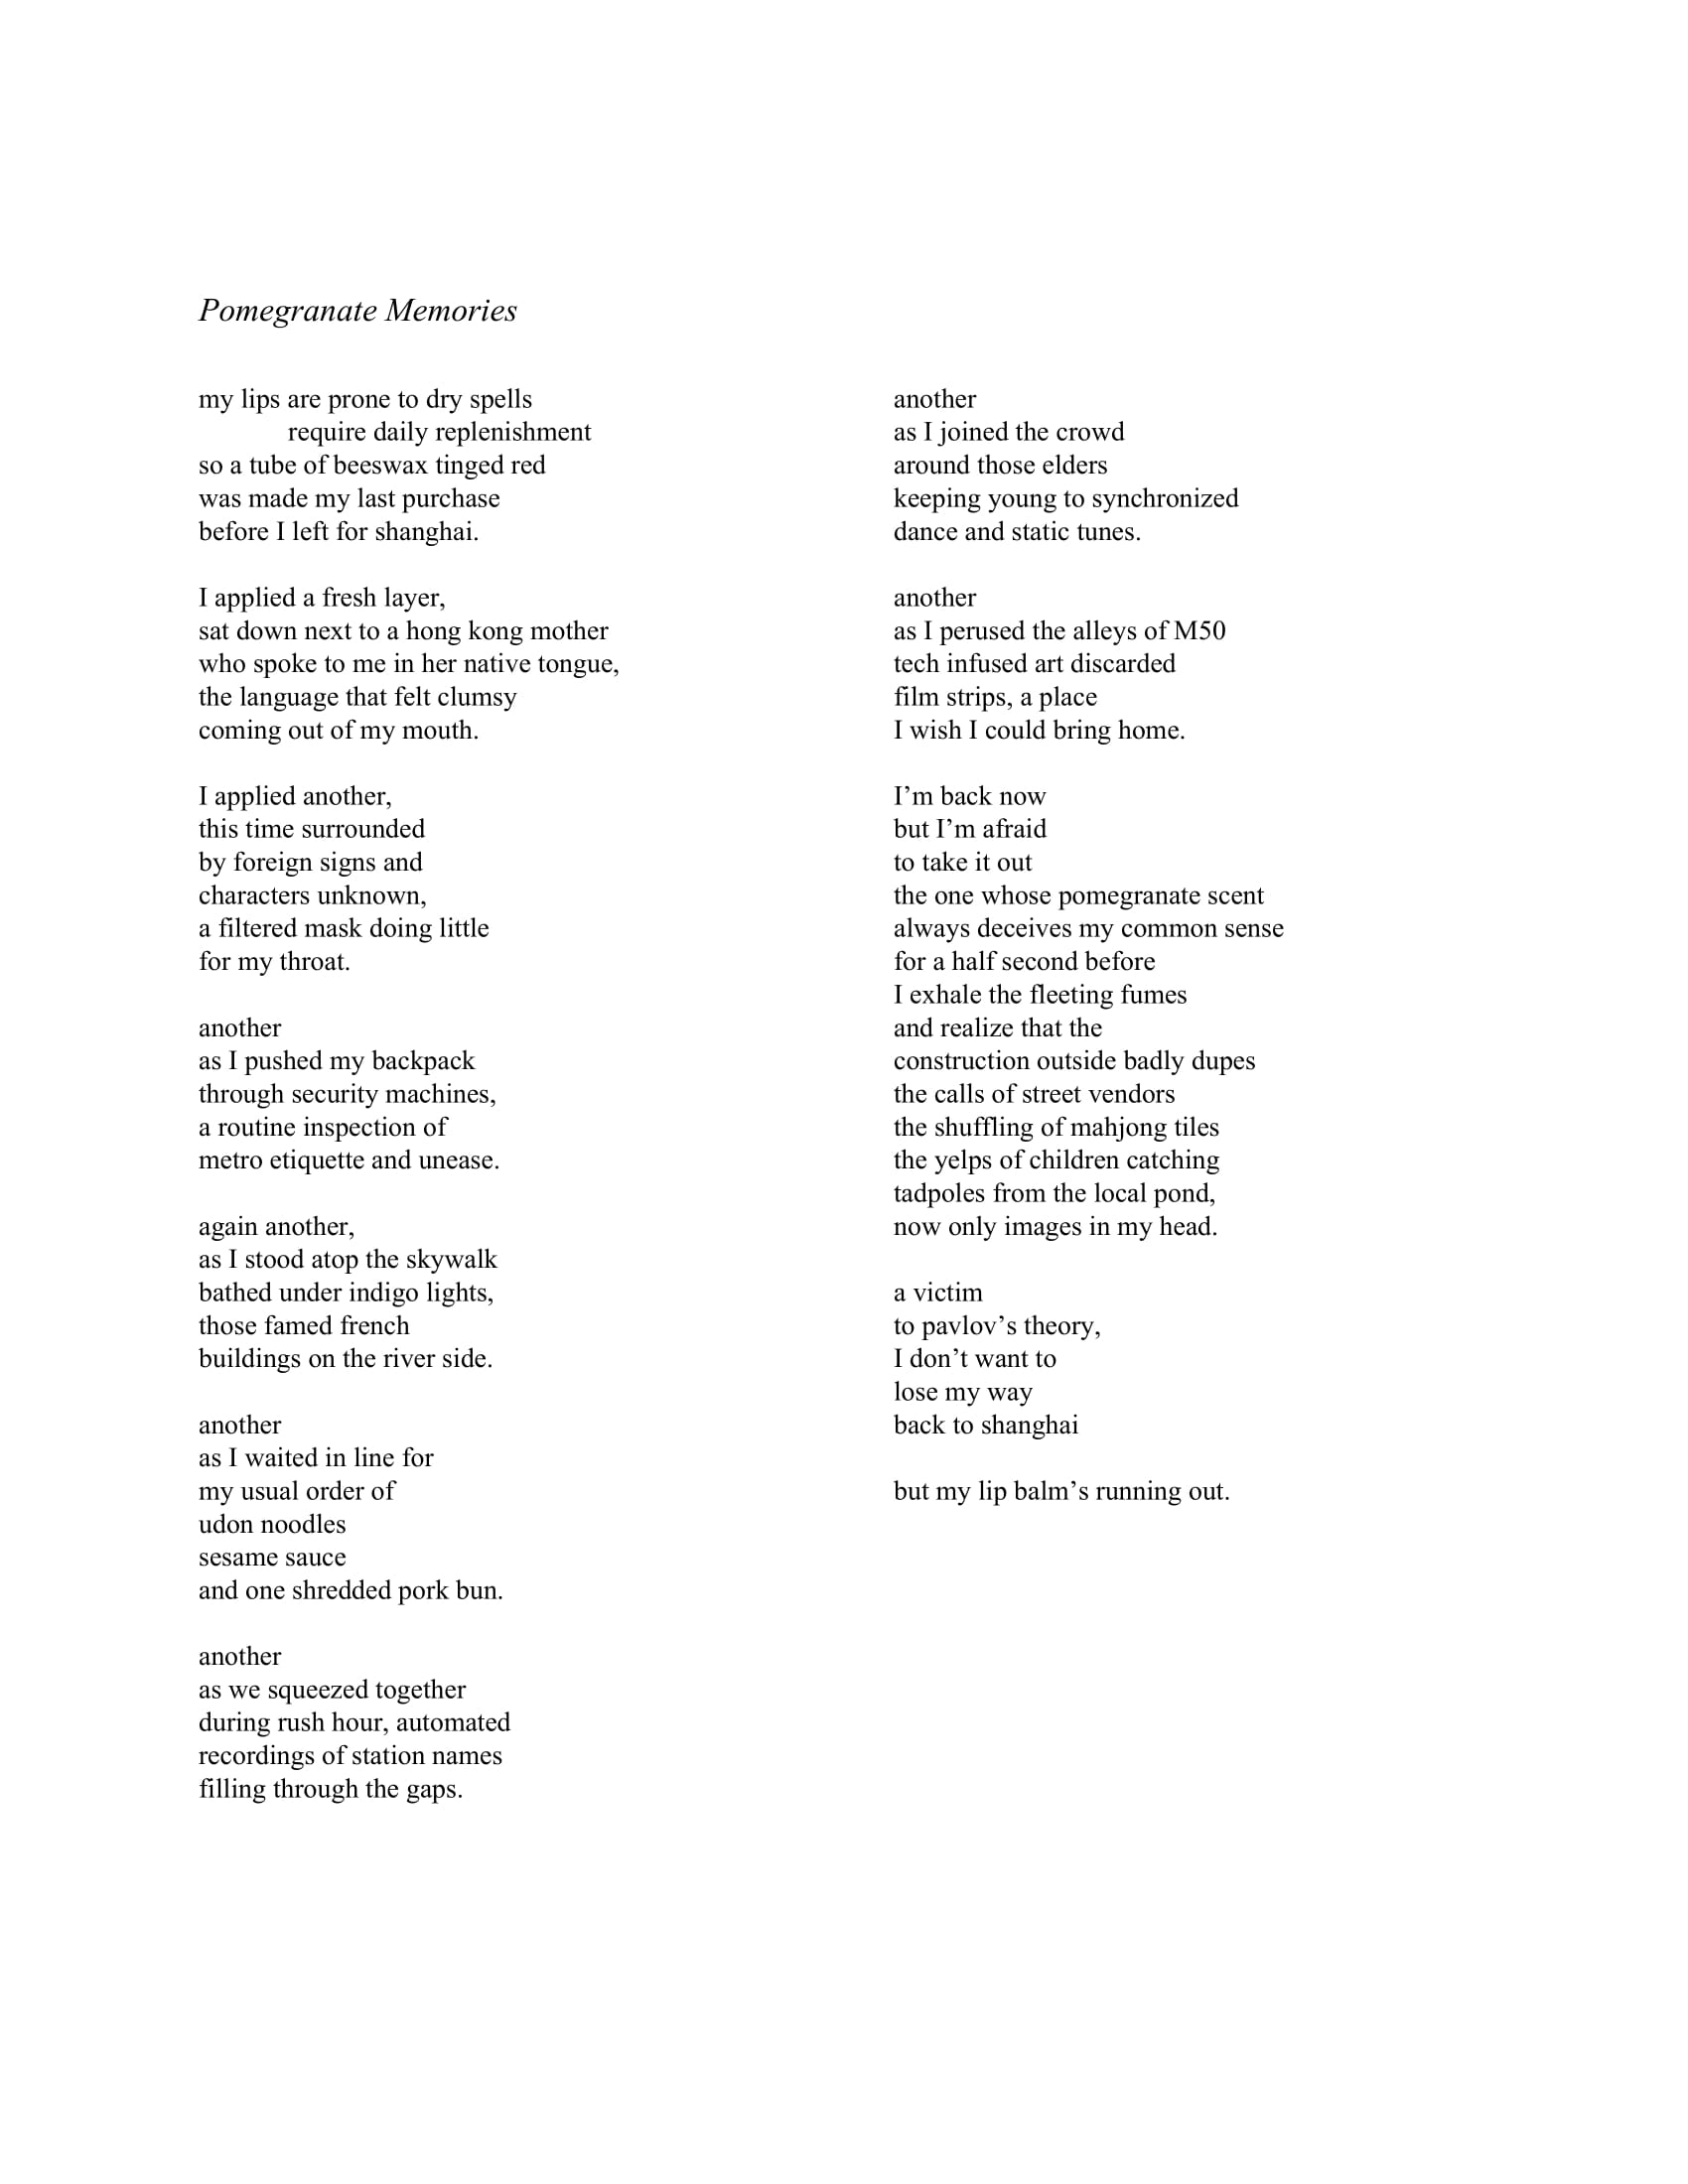 Pomegranate Memories
my lips are prone to dry spells
require daily replenishment
so a tube of beeswax tinged red
was made my last purchase
before I left for shanghai.
I applied a fresh layer,
sat down next to a hong kong mother
who spoke to me in her native tongue,
the language that felt clumsy
coming out of my mouth.
I applied another,
this time surrounded
by foreign signs and
characters unknown,
a filtered mask doing little
for my throat.
another
as I pushed my backpack
through security machines,
a routine inspection of
metro etiquette and unease.
again another,
as I stood atop the skywalk
bathed under indigo lights,
those famed french
buildings on the river side.
another
as I waited in line for
my usual order of
udon noodles
sesame sauce
and one shredded pork bun.
another
as we squeezed together
during rush hour, automated
recordings of station names
filling through the gaps.
another
as I joined the crowd
around those elders
keeping young to synchronized
dance and static tunes.
another
as I perused the alleys of M50
tech infused art discarded
film strips, a place
I wish I could bring home.
I’m back now
but I’m afraid
to take it out
the one whose pomegranate scent
always deceives my common sense
for a half second before
I exhale the fleeting fumes
and realize that the
construction outside badly dupes
the calls of street vendors
the shuffling of mahjong tiles
the yelps of children catching
tadpoles from the local pond,
now only images in my head.
a victim
to pavlov’s theory,
I don’t want to
lose my way
back to shanghai
but my lip balm’s running out.